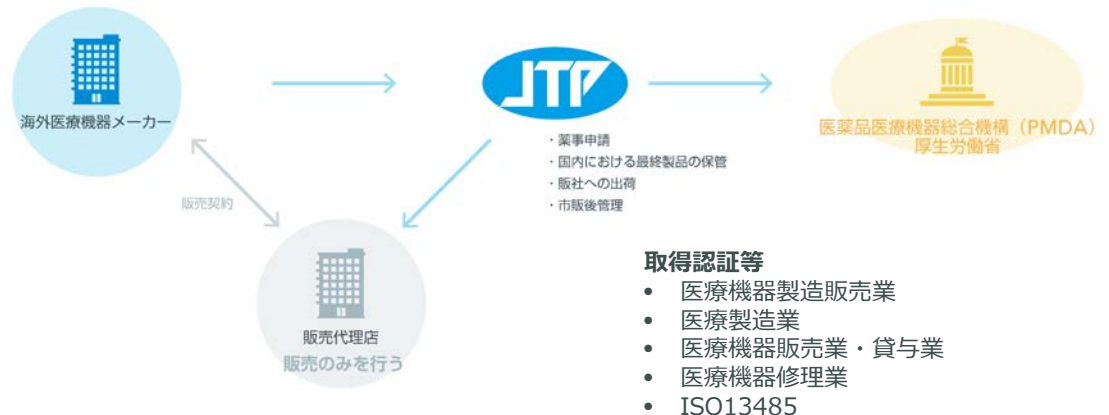 JTP
海外医療機器メーカー
医薬品医療機器総合機構（PMDA）
厚生労働省
・薬事申請
・国内における最終製品の保管
・販社への出荷
・市販後管理
販売契約
販売代理店
販売のみを行う
取得認証等
• 医療機器製造販売業
• 医療製造業
• 医療機器販売業・貸与業
• 医療機器修理業
• ISO13485